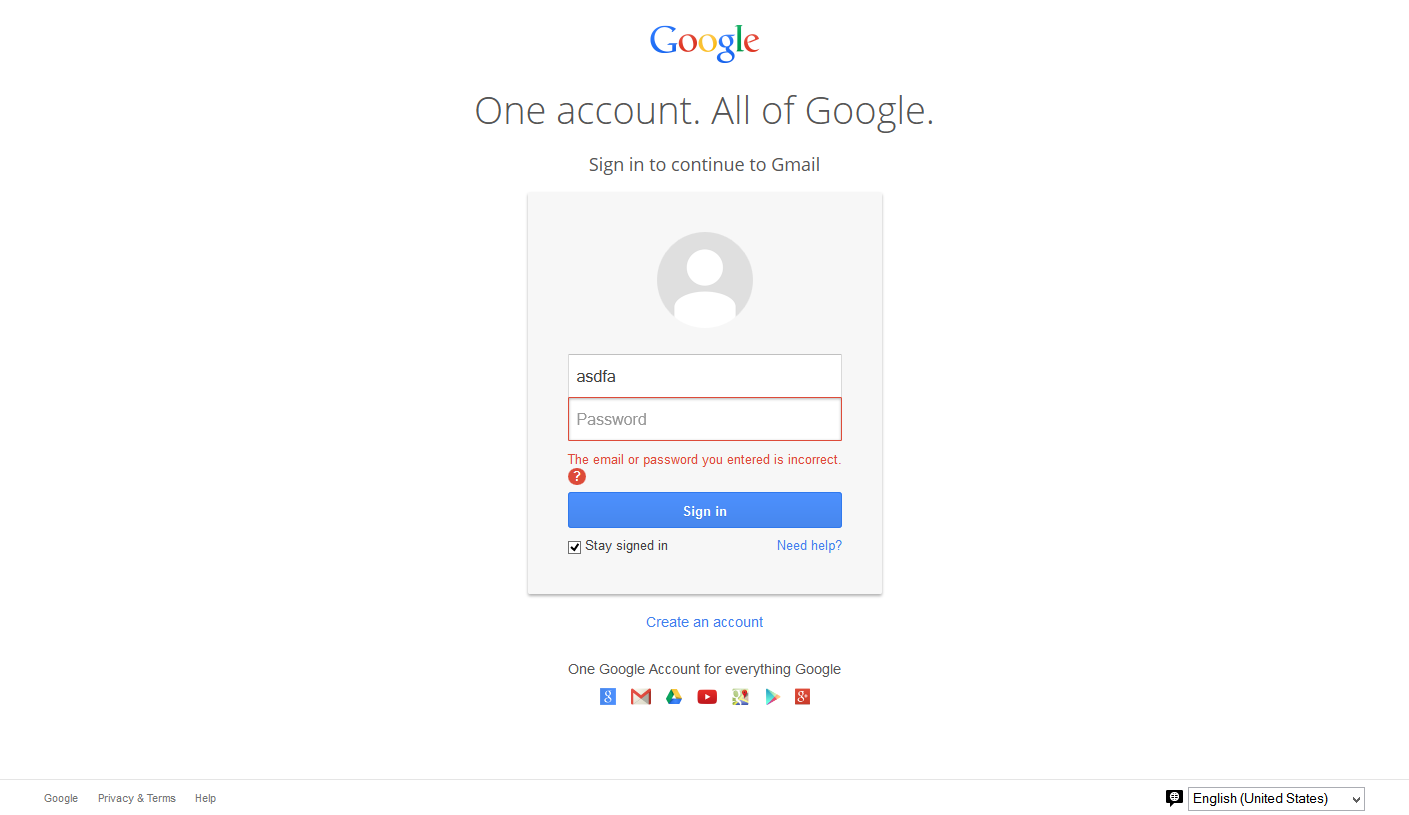 Google
One account. All of Google.
Sign in to continue to Gmail
asdfa
Password
The email or password you entered is incorrect.
?
Sign in
Stay signed in
Need help?
Create an account
One Google Account for everything Google
Google Privacy & Terms Help
English (United States)